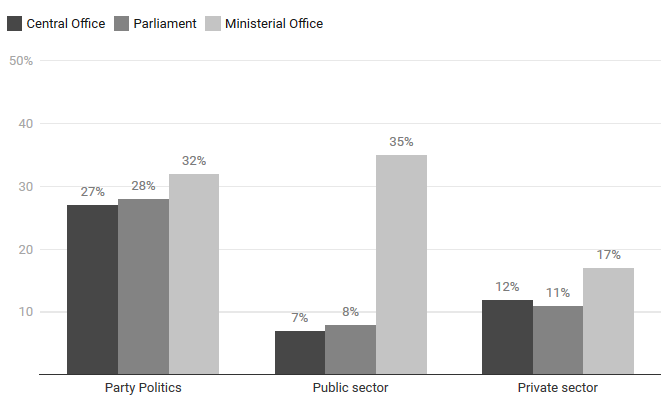 Central Office Parliament Ministerial Office
50%
40
30
20
10
27% 28% 32%
7% 8% 35%
12% 11% 17%
Party Politics Public sector Private sector